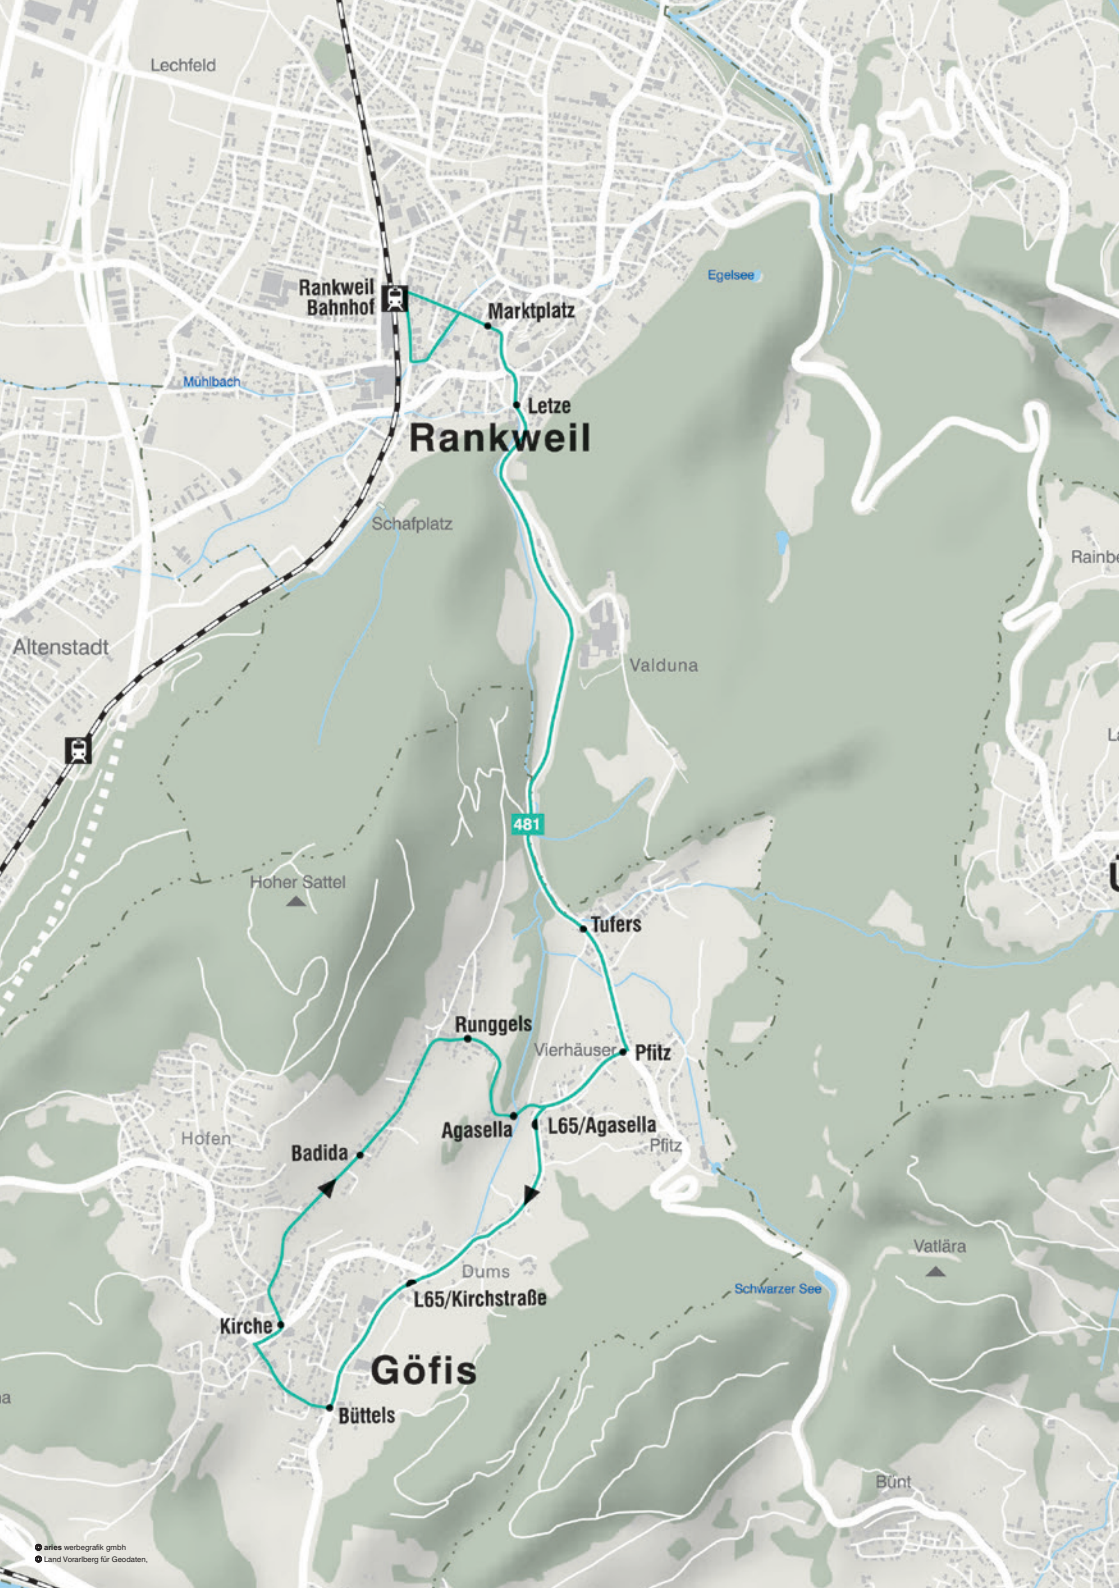 Lechfeld
Egelsee
Rankweil
Bahnhof
Marktplatz
Mühlbach
Letze
Rankweil
Schafplatz
Altenstadt
Valduna
481
Hoher Sattel
Tufers
Runggels
Vierhäuser
Pfitz
Agasella
L65/Agasella
Hofen
Badida
Pfitz
Vatlära
Dums
Schwarzer See
L65/Kirchstraße
Kirche
Göfis
Büttels
Bünt
aries werbegrafik gmbh
Land Vorarlberg für Geodaten,